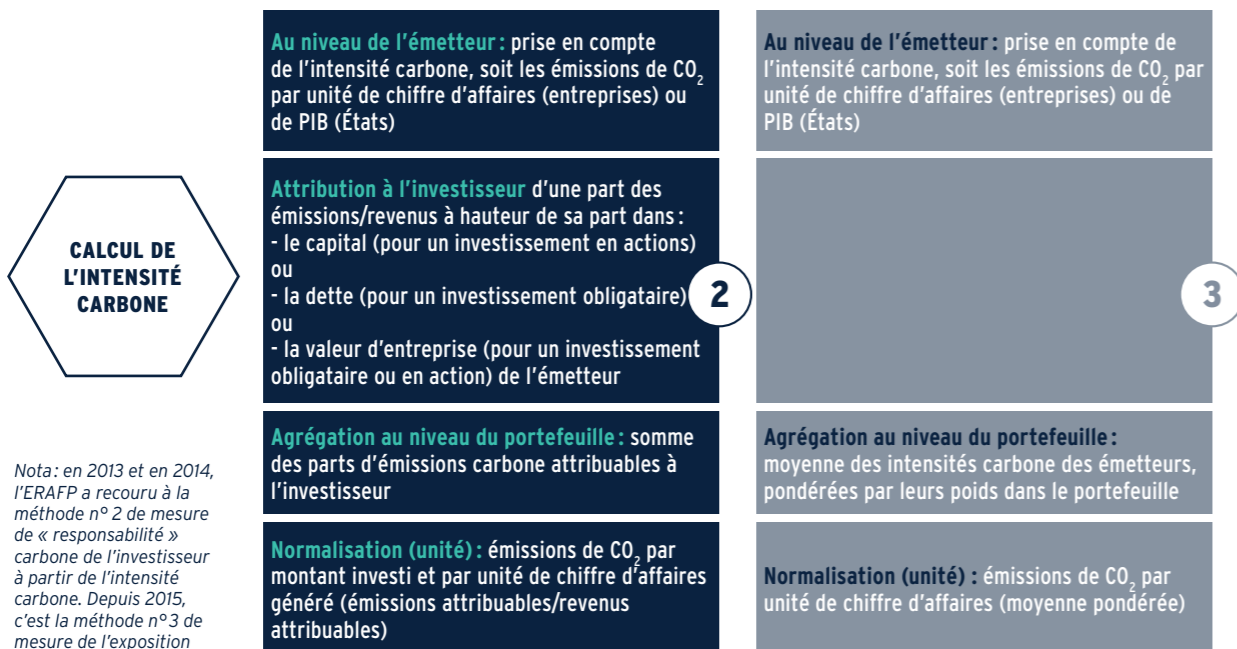 Au niveau de l'émetteur : prise en compte
de l'intensité carbone, soit les émissions de CO₂
par unité de chiffre d'affaires (entreprises) ou
de PIB (États)
Au niveau de l'émetteur : prise en compte de
l'intensité carbone, soit les émissions de CO₂ par
unité de chiffre d'affaires (entreprises) ou de
PIB (États)
CALCUL DE
L'INTENSITÉ
CARBONE
Attribution à l'investisseur d'une part des
émissions/revenus à hauteur de sa part dans :
- le capital (pour un investissement en actions)
ou
- la dette (pour un investissement obligataire)
ou
- la valeur d'entreprise (pour un investissement
obligataire ou en action) de l'émetteur
2
3
Agrégation au niveau du portefeuille : somme
des parts d'émissions carbone attribuables à
l'investisseur
Agrégation au niveau du portefeuille :
moyenne des intensités carbone des émetteurs,
pondérées par leurs poids dans le portefeuille
Nota : en 2013 et en 2014,
l'ERAFP a recouru à la
méthode n° 2 de mesure
de « responsabilité »
carbone de l'investisseur
à partir de l'intensité
carbone. Depuis 2015,
c'est la méthode n°3 de
mesure de l'exposition
Normalisation (unité) : émissions de CO₂ par
montant investi et par unité de chiffre d'affaires
généré (émissions attribuables/revenus
attribuables)
Normalisation (unité) : émissions de CO₂ par
unité de chiffre d'affaires (moyenne pondérée)